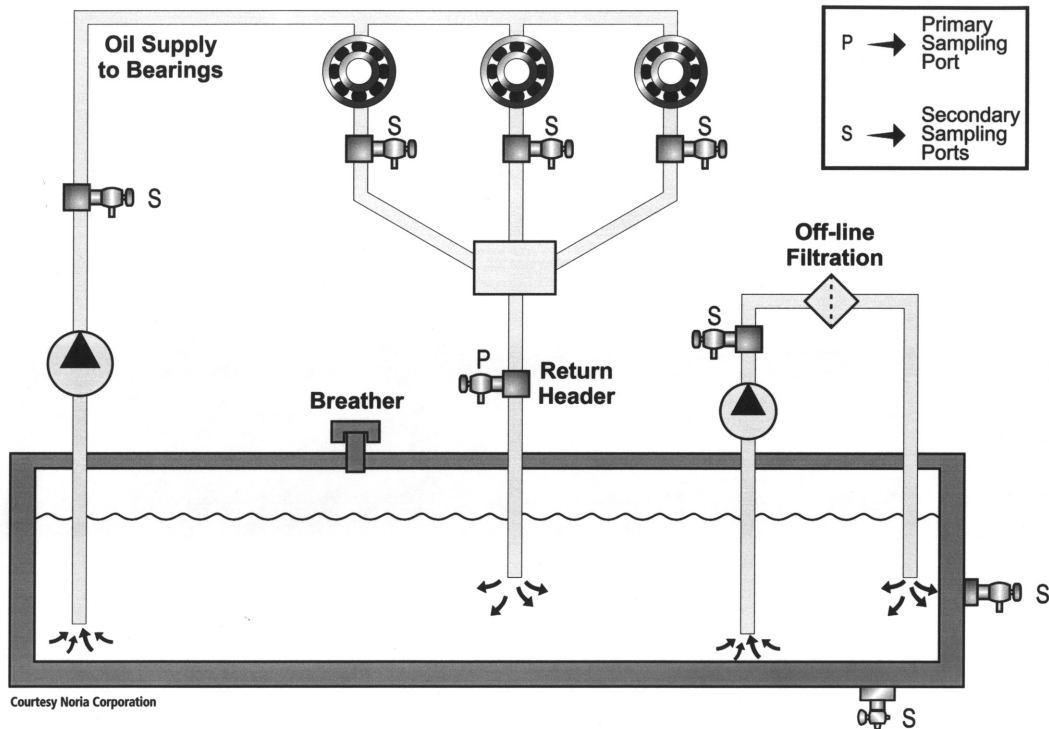 Oil Supply
to Bearings
P
Primary
Sampling
Port
S
Secondary
Sampling
Ports
S
S
S
S
Off-line
Filtration
S
P
Return
Header
Breather
S
S
Courtesy Noria Corporation